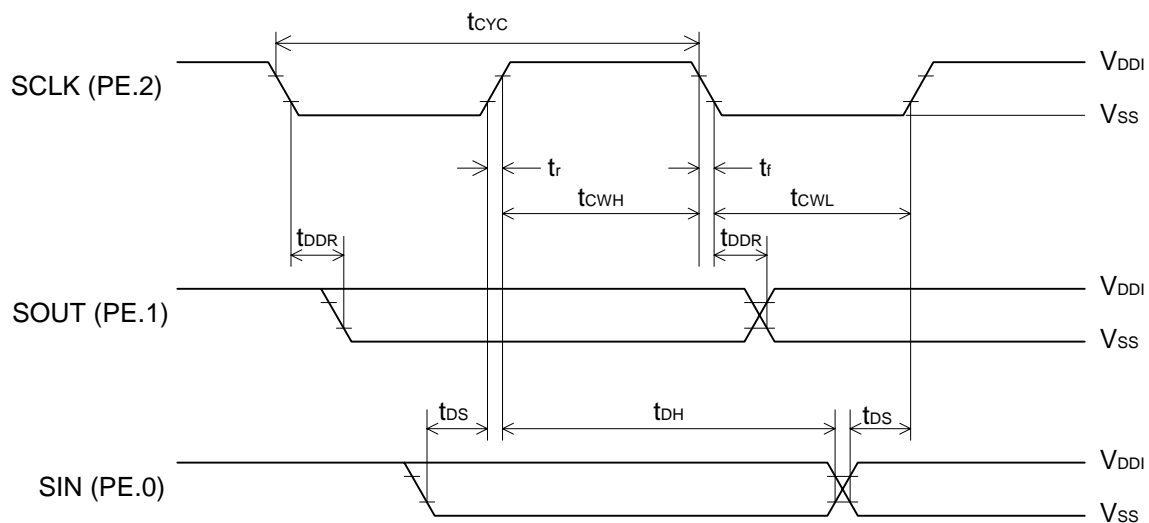 tCYC
SCLK (PE.2)
VDDI
VSS
tr
tf
tCWH
tCWL
tDDR
tDDR
SOUT (PE.1)
VDDI
VSS
tDS
tDH
tDS
SIN (PE.0)
VDDI
VSS